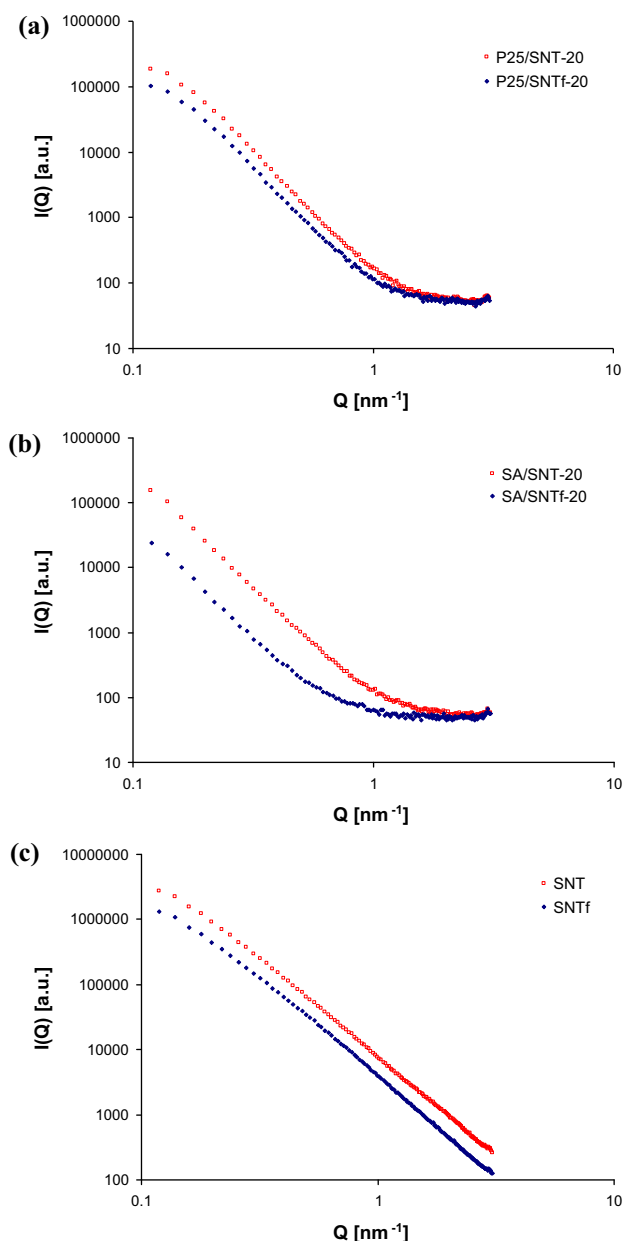 (a)
1000000
100000
10000
1000
100
10
I(Q) [a.u.]
P25/SNT-20
P25/SNTf-20
0.1
1
10
Q [nm⁻¹]
(b)
1000000
100000
10000
1000
100
10
I(Q) [a.u.]
SA/SNT-20
SA/SNTf-20
0.1
1
10
Q [nm⁻¹]
(c)
10000000
1000000
100000
10000
1000
100
I(Q) [a.u.]
SNT
SNTf
0.1
1
10
Q [nm⁻¹]